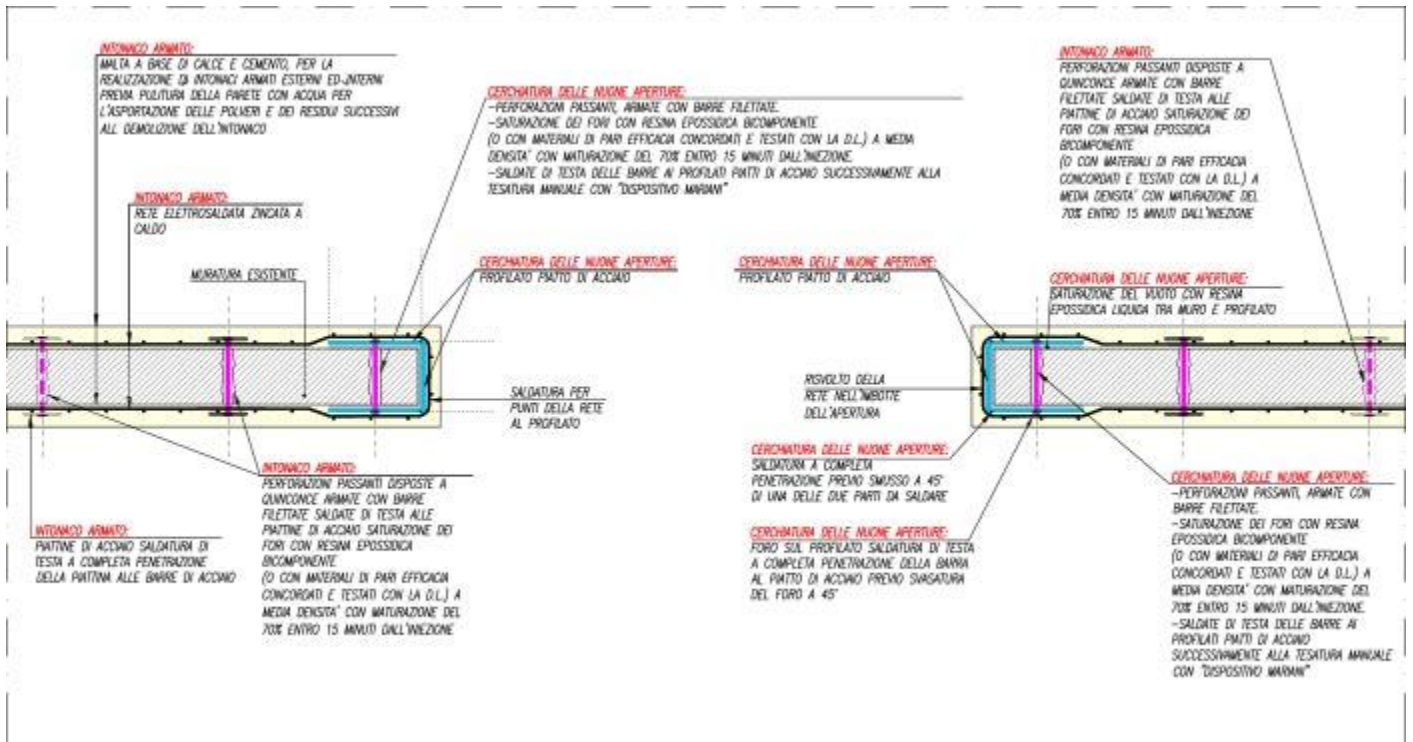 INTONACO ARMATO:
MALTA A BASE DI CALCE E CEMENTO, PER LA
REALIZZAZIONE DI INTONACI ARMATI ESTERNI ED INTERNI
PREVIA PULITURA DELLA PARETE CON ACQUA PER
L'ASPORTAZIONE DELLE POLVERI E DEI RESIDUI SUCCESSIVI
ALL DEMOLIZIONE DELL'INTONACO
INTONACO ARMATO:
RETE ELETTROSALDATA ZINCATA A
CALDO
MURATURA ESISTENTE
CERCHIATURA DELLE NUONE APERTURE:
-PERFORAZIONI PASSANTI, ARMATE CON BARRE FILETTATE.
-SATURAZIONE DEI FORI CON RESINA EPOSSIDICA BICOMPONENTE
(O CON MATERIALI DI PARI EFFICACIA CONCORDATI E TESTATI CON LA D.L.) A MEDIA
DENSITA' CON MATURAZIONE DEL 70% ENTRO 15 MINUTI DALL'INIEZIONE.
-SALDATE DI TESTA DELLE BARRE AI PROFILATI PIATTI DI ACCIAIO SUCCESSIVAMENTE ALLA
TESATURA MANUALE CON "DISPOSITIVO MARIANI"
CERCHIATURA DELLE NUONE APERTURE:
PROFILATO PIATTO DI ACCIAIO
SALDATURA PER
PUNTI DELLA RETE
AL PROFILATO
INTONACO ARMATO:
PERFORAZIONI PASSANTI DISPOSTE A
QUINCONCE ARMATE CON BARRE
FILETTATE SALDATE DI TESTA ALLE
PIATTINE DI ACCIAIO SATURAZIONE DEI
FORI CON RESINA EPOSSIDICA
BICOMPONENTE
(O CON MATERIALI DI PARI EFFICACIA
CONCORDATI E TESTATI CON LA D.L.) A
MEDIA DENSITA' CON MATURAZIONE DEL
70% ENTRO 15 MINUTI DALL'INIEZIONE
INTONACO ARMATO:
PIATTINE DI ACCIAIO SALDATURA DI
TESTA A COMPLETA PENETRAZIONE
DELLA PIATTINA ALLE BARRE DI ACCIAIO
INTONACO ARMATO:
PERFORAZIONI PASSANTI DISPOSTE A
QUINCONCE ARMATE CON BARRE
FILETTATE SALDATE DI TESTA ALLE
PIATTINE DI ACCIAIO SATURAZIONE DEI
FORI CON RESINA EPOSSIDICA
BICOMPONENTE
(O CON MATERIALI DI PARI EFFICACIA
CONCORDATI E TESTATI CON LA D.L.) A
MEDIA DENSITA' CON MATURAZIONE DEL
70% ENTRO 15 MINUTI DALL'INIEZIONE
CERCHIATURA DELLE NUONE APERTURE:
PROFILATO PIATTO DI ACCIAIO
CERCHIATURA DELLE NUONE APERTURE:
SATURAZIONE DEL VUOTO CON RESINA
EPOSSIDICA LIQUIDA TRA MURO E PROFILATO
RISVOLTO DELLA
RETE NELL'IMBOTTE
DELL'APERTURA
CERCHIATURA DELLE NUONE APERTURE:
SALDATURA A COMPLETA
PENETRAZIONE PREVIO SMUSSO A 45°
DI UNA DELLE DUE PARTI DA SALDARE
CERCHIATURA DELLE NUONE APERTURE:
FORO SUL PROFILATO SALDATURA DI TESTA
A COMPLETA PENETRAZIONE DELLA BARRA
AL PIATTO DI ACCIAIO PREVIO SVASATURA
DEL FORO A 45°
CERCHIATURA DELLE NUONE APERTURE:
-PERFORAZIONI PASSANTI, ARMATE CON
BARRE FILETTATE.
-SATURAZIONE DEI FORI CON RESINA
EPOSSIDICA BICOMPONENTE
(O CON MATERIALI DI PARI EFFICACIA
CONCORDATI E TESTATI CON LA D.L.) A
MEDIA DENSITA' CON MATURAZIONE DEL
70% ENTRO 15 MINUTI DALL'INIEZIONE.
-SALDATE DI TESTA DELLE BARRE AI
PROFILATI PIATTI DI ACCIAIO
SUCCESSIVAMENTE ALLA TESATURA MANUALE
CON "DISPOSITIVO MARIANI"